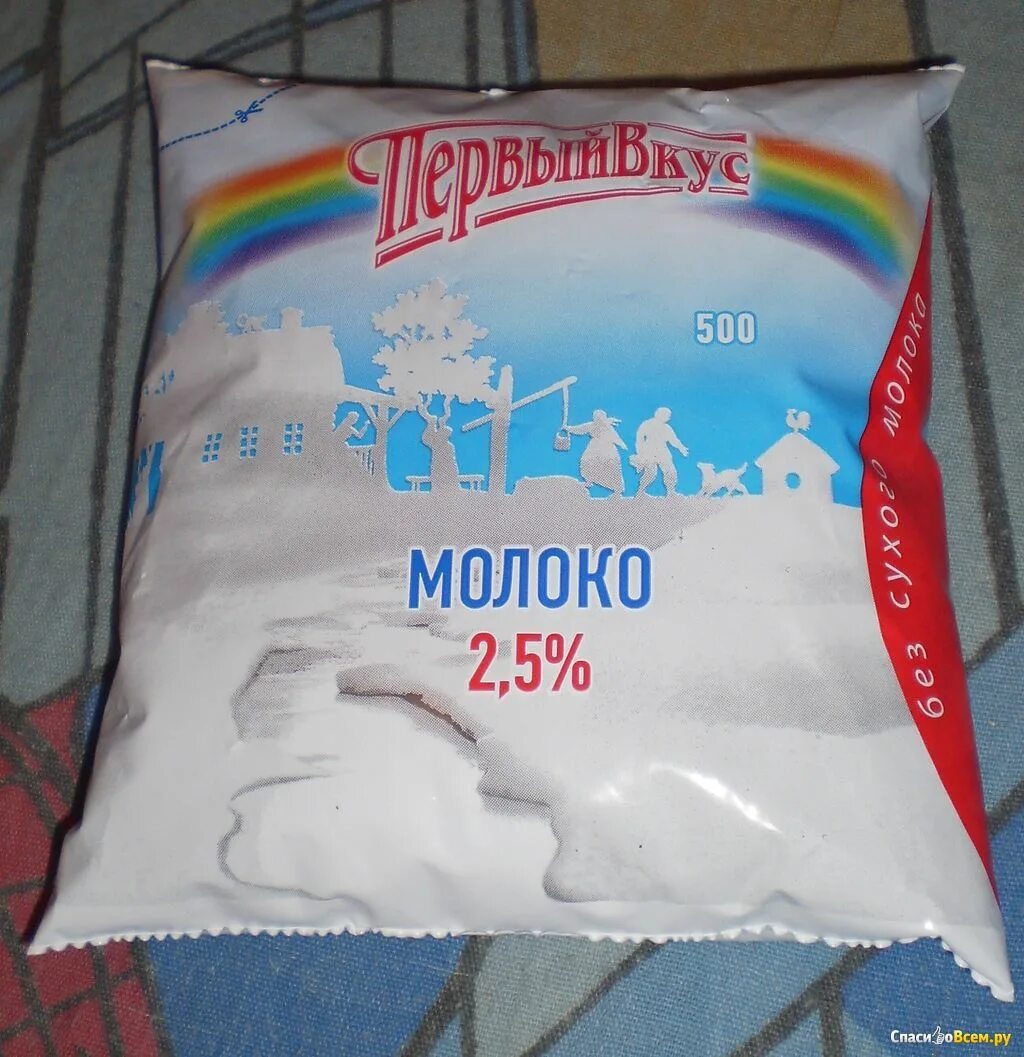 ПервыйВкус
500
МОЛОКО
2,5%
без сухого молока
СпасибоВсем.ру